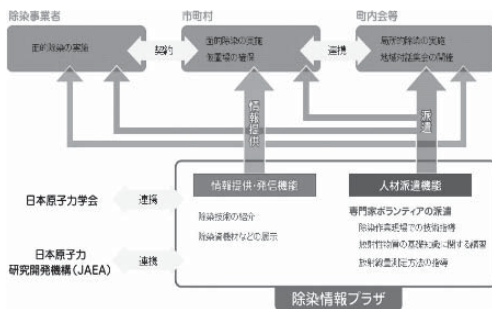 除染事業者
市町村
町内会等
面的除染の実施
契約
面的除染の実施
仮置場の確保
連携
局所的除染の実施
地域対話集会の開催
情報提供
派遣
情報提供・発信機能
人材派遣機能
日本原子力学会
連携
除染技術の紹介
除染資機材などの展示
専門家ボランティアの派遣
除染作業現場での技術指導
放射性物質の基礎知識に関する講習
放射線量測定方法の指導
日本原子力
研究開発機構（JAEA）
連携
除染情報プラザ